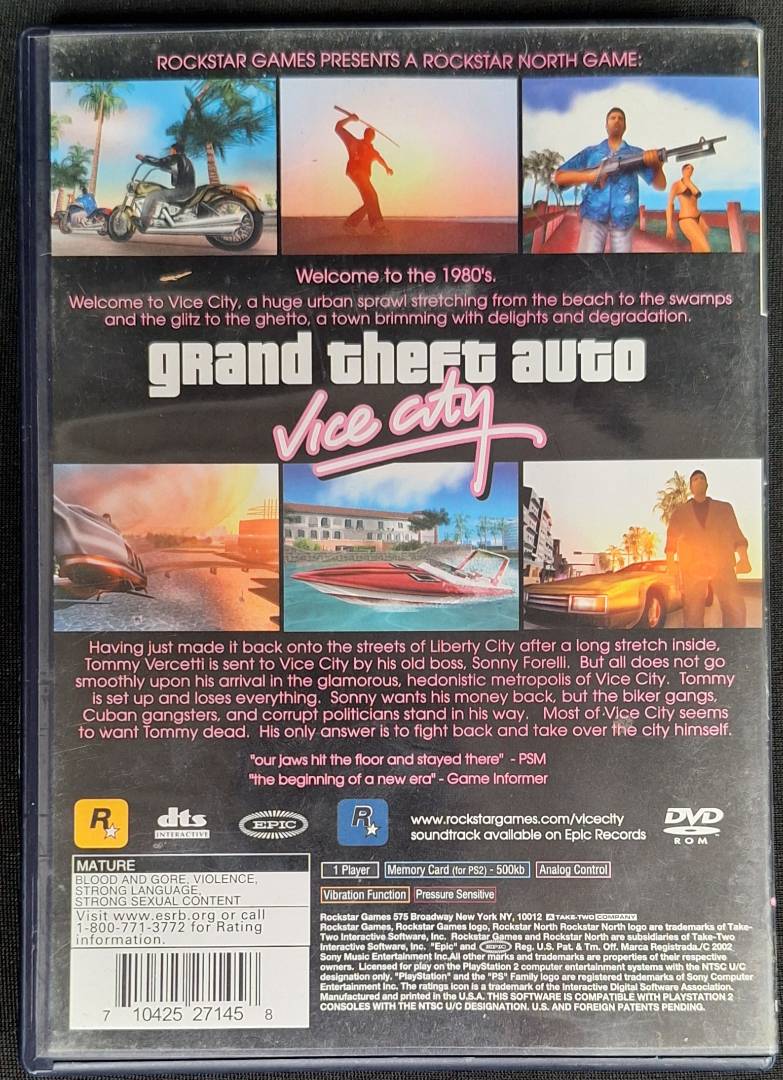 ROCKSTAR GAMES PRESENTS A ROCKSTAR NORTH GAME:
Welcome to the 1980's.
Welcome to Vice City, a huge urban sprawl stretching from the beach to the swamps
and the glitz to the ghetto, a town brimming with delights and degradation.
grand theft auto
Vice City
Having just made it back onto the streets of Liberty City after a long stretch inside,
Tommy Vercetti is sent to Vice City by his old boss, Sonny Forelli. But all does not go
smoothly upon his arrival in the glamorous, hedonistic metropolis of Vice City. Tommy
is set up and loses everything. Sonny wants his money back, but the biker gangs,
Cuban gangsters, and corrupt politicians stand in his way. Most of Vice City seems
to want Tommy dead. His only answer is to fight back and take over the city himself.
"our jaws hit the floor and stayed there" - PSM
"the beginning of a new era" - Game Informer
R
dts
INTERACTIVE
EPIC
R
www.rockstargames.com/vicecity
soundtrack available on Epic Records
DVD
ROM
MATURE
BLOOD AND GORE, VIOLENCE,
STRONG LANGUAGE,
STRONG SEXUAL CONTENT
Visit www.esrb.org or call
1-800-771-3772 for Rating
information.
7 10425 27145 8
1 Player
Memory Card (for PS2) - 500kb
Analog Control
Vibration Function
Pressure Sensitive
Rockstar Games 575 Broadway New York NY, 10012 A TAKE-TWO COMPANY
Rockstar Games, Rockstar Games logo, Rockstar North Rockstar North logo are trademarks of Take-
Two Interactive Software, Inc. Rockstar Games and Rockstar North are subsidiaries of Take-Two
Interactive Software, Inc. "Epic" and EPIC Reg. U.S. Pat. & Tm. Off. Marca Registrada./C 2002
Sony Music Entertainment Inc.All other marks and trademarks are properties of their respective
owners. Licensed for play on the PlayStation 2 computer entertainment systems with the NTSC U/C
designation only. "PlayStation" and the "PS" Family logo are registered trademarks of Sony Computer
Entertainment Inc. The ratings icon is a trademark of the Interactive Digital Software Association.
Manufactured and printed in the U.S.A. THIS SOFTWARE IS COMPATIBLE WITH PLAYSTATION 2
CONSOLES WITH THE NTSC U/C DESIGNATION. U.S. AND FOREIGN PATENTS PENDING.